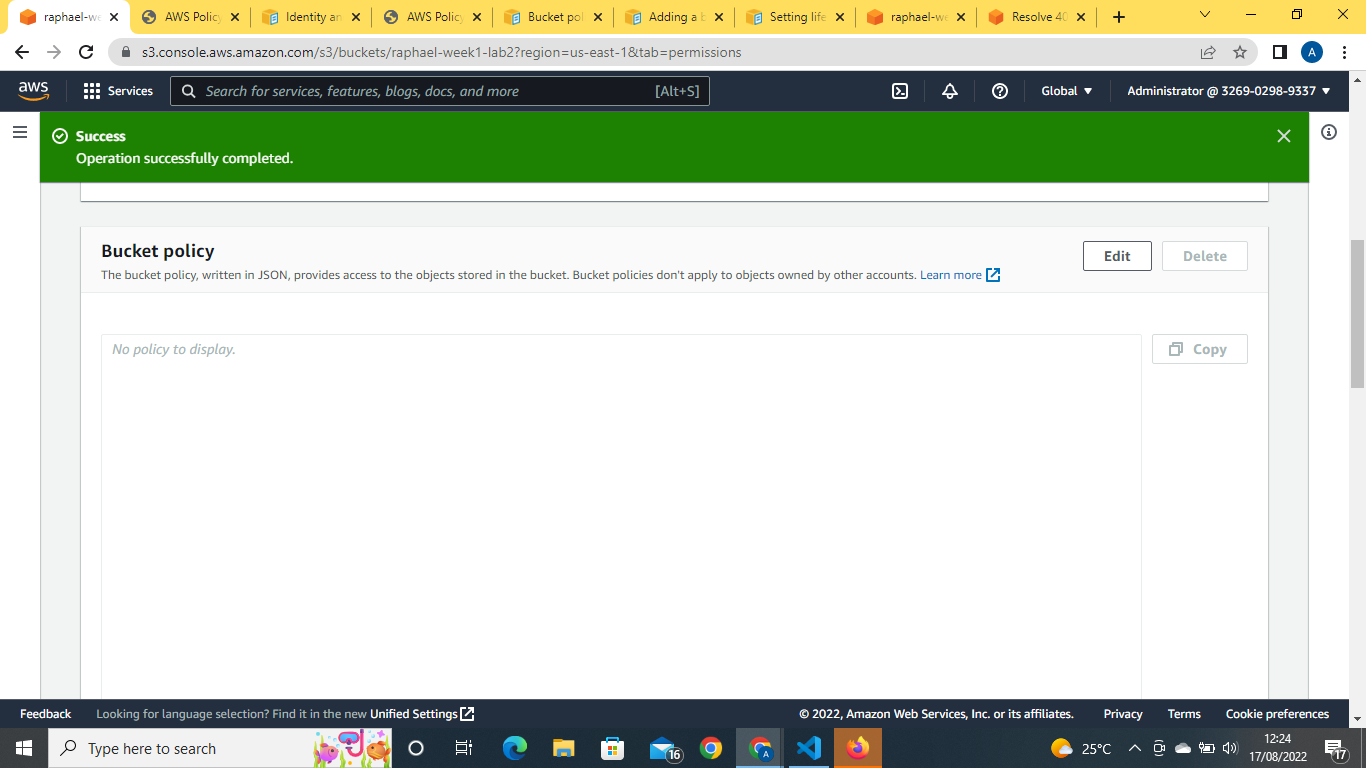 raphael-we
AWS Policy
Identity an
AWS Policy
Bucket pol
Adding a b
Setting life
raphael-we
Resolve 40
s3.console.aws.amazon.com/s3/buckets/raphael-week1-lab2?region=us-east-1&tab=permissions
A
aws
Services
Search for services, features, blogs, docs, and more
[Alt+S]
Global
Administrator @ 3269-0298-9337
Success
Operation successfully completed.
Bucket policy
The bucket policy, written in JSON, provides access to the objects stored in the bucket. Bucket policies don't apply to objects owned by other accounts. Learn more
Edit
Delete
No policy to display.
Copy
Feedback
Looking for language selection? Find it in the new Unified Settings
© 2022, Amazon Web Services, Inc. or its affiliates.
Privacy
Terms
Cookie preferences
Type here to search
16
A
25°C
12:24
17/08/2022
17